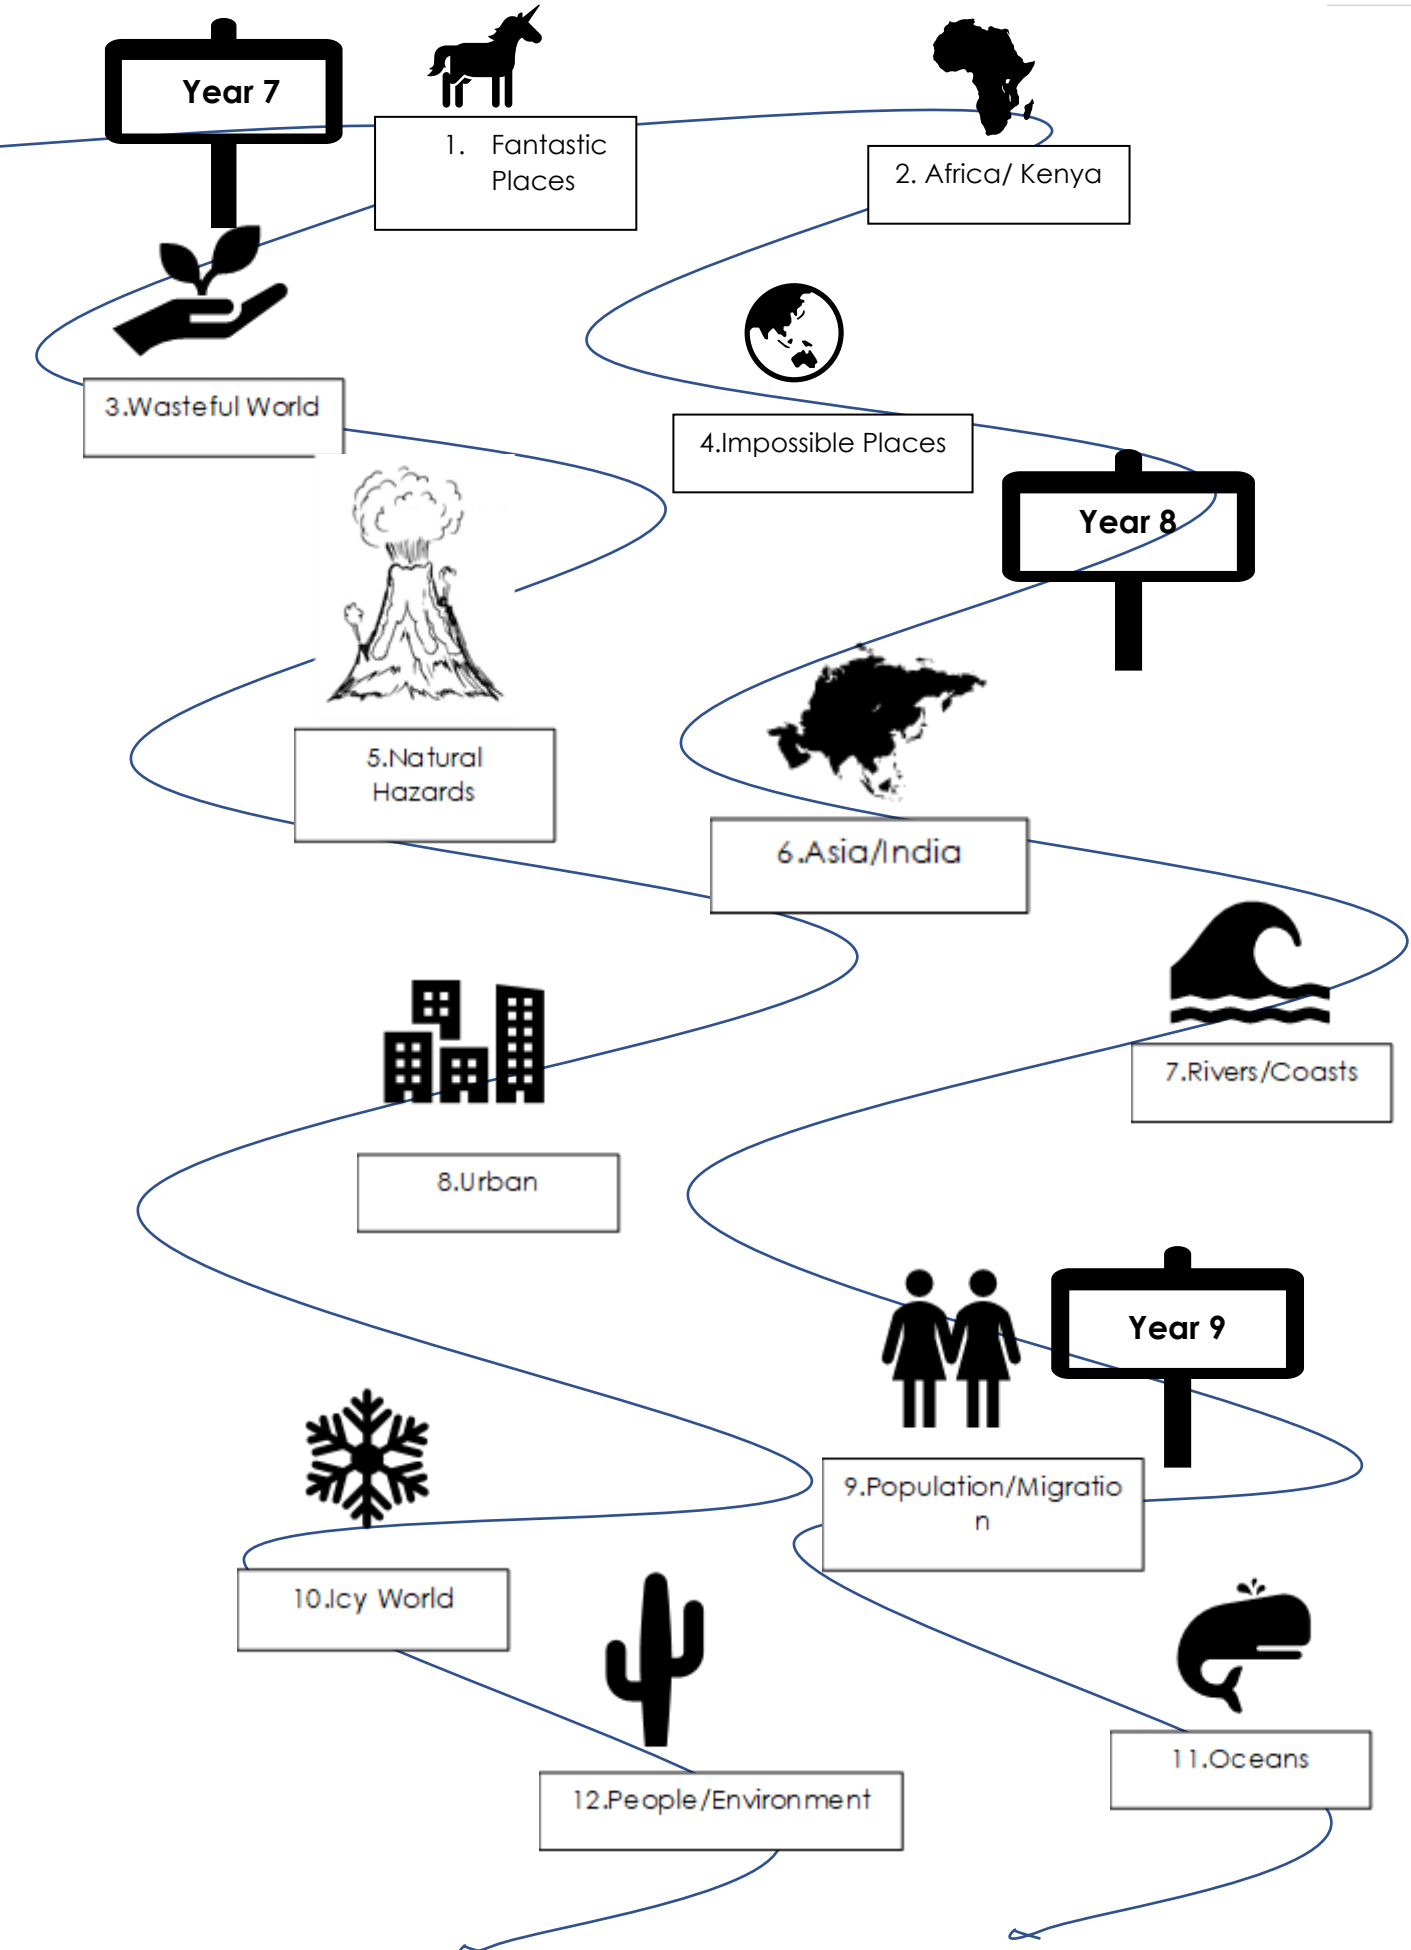 Year 7
1. Fantastic
Places
2. Africa/ Kenya
3.Wasteful World
4.Impossible Places
Year 8
5.Natural
Hazards
6.Asia/India
7.Rivers/Coasts
8.Urban
Year 9
9.Population/Migratio
n
10.Icy World
11.Oceans
12.People/Environment